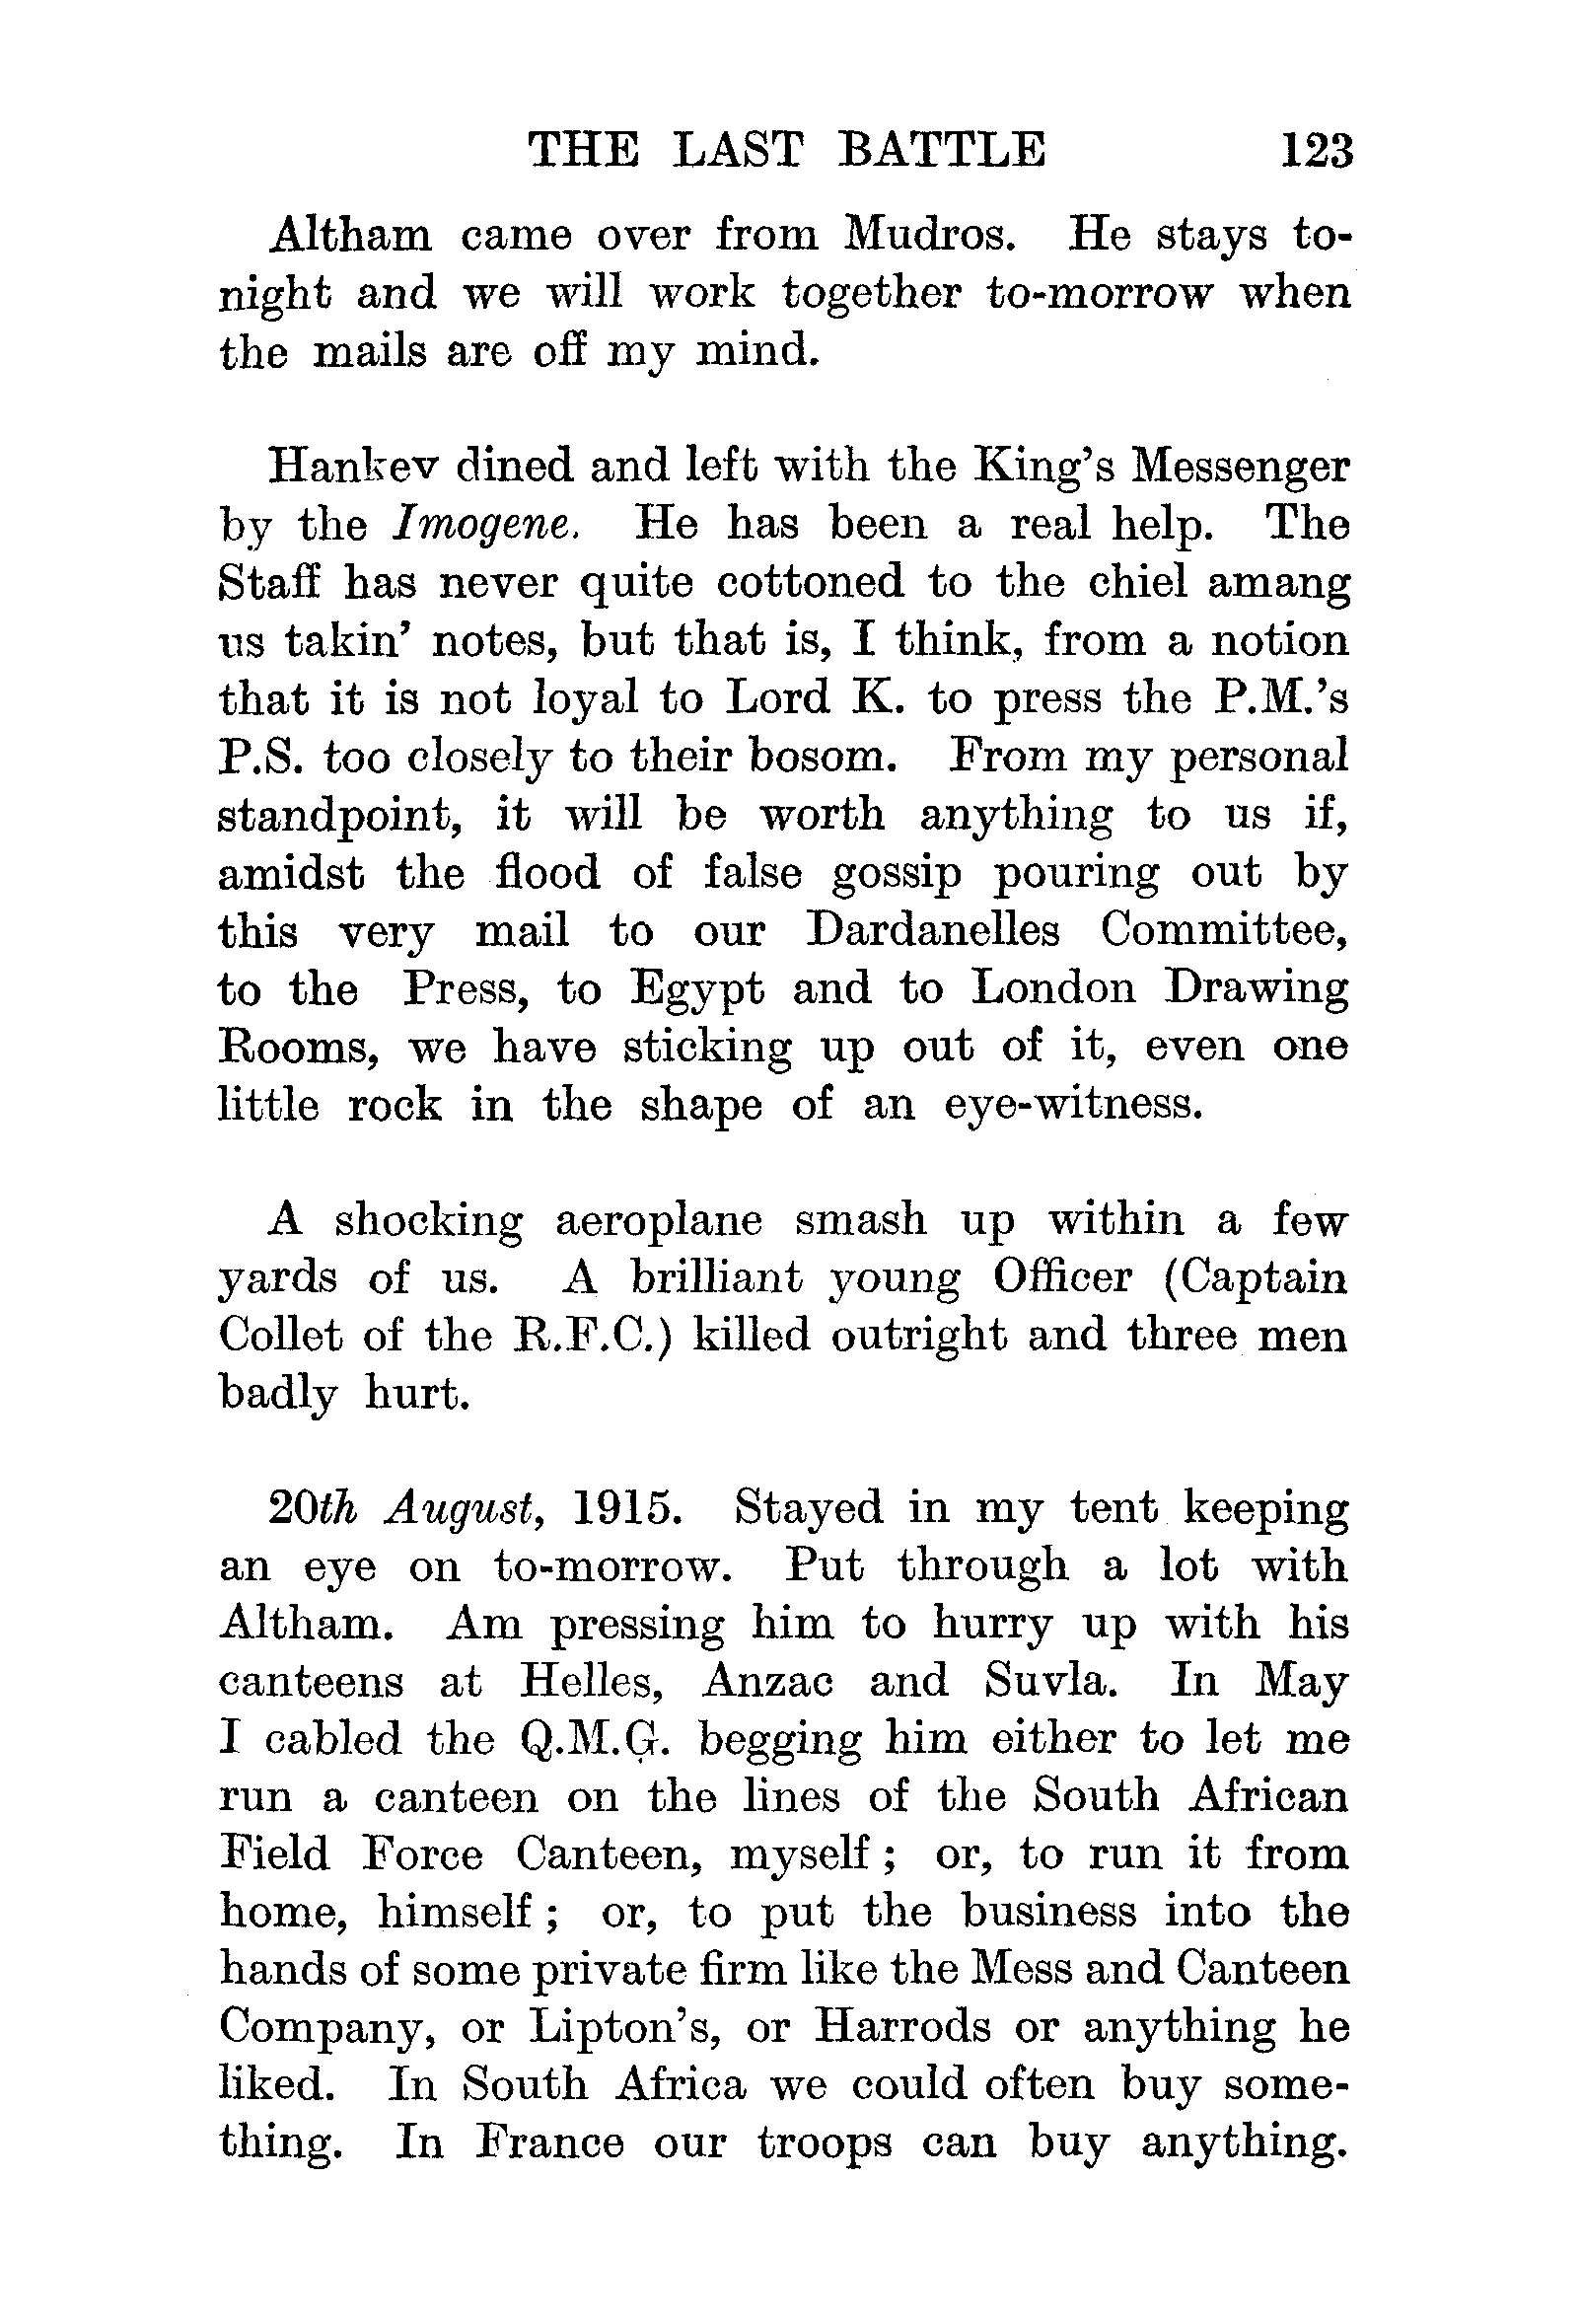 THE LAST BATTLE 123
Altham came over from Mudros. He stays to-
night and we will work together to-morrow when
the mails are off my mind.
Hankey dined and left with the King's Messenger
by the Imogene. He has been a real help. The
Staff has never quite cottoned to the chiel amang
us takin' notes, but that is, I think, from a notion
that it is not loyal to Lord K. to press the P.M.'s
P.S. too closely to their bosom. From my personal
standpoint, it will be worth anything to us if,
amidst the flood of false gossip pouring out by
this very mail to our Dardanelles Committee,
to the Press, to Egypt and to London Drawing
Rooms, we have sticking up out of it, even one
little rock in the shape of an eye-witness.
A shocking aeroplane smash up within a few
yards of us. A brilliant young Officer (Captain
Collet of the R.F.C.) killed outright and three men
badly hurt.
20th August, 1915. Stayed in my tent keeping
an eye on to-morrow. Put through a lot with
Altham. Am pressing him to hurry up with his
canteens at Helles, Anzac and Suvla. In May
I cabled the Q.M.G. begging him either to let me
run a canteen on the lines of the South African
Field Force Canteen, myself; or, to run it from
home, himself; or, to put the business into the
hands of some private firm like the Mess and Canteen
Company, or Lipton's, or Harrods or anything he
liked. In South Africa we could often buy some-
thing. In France our troops can buy anything.